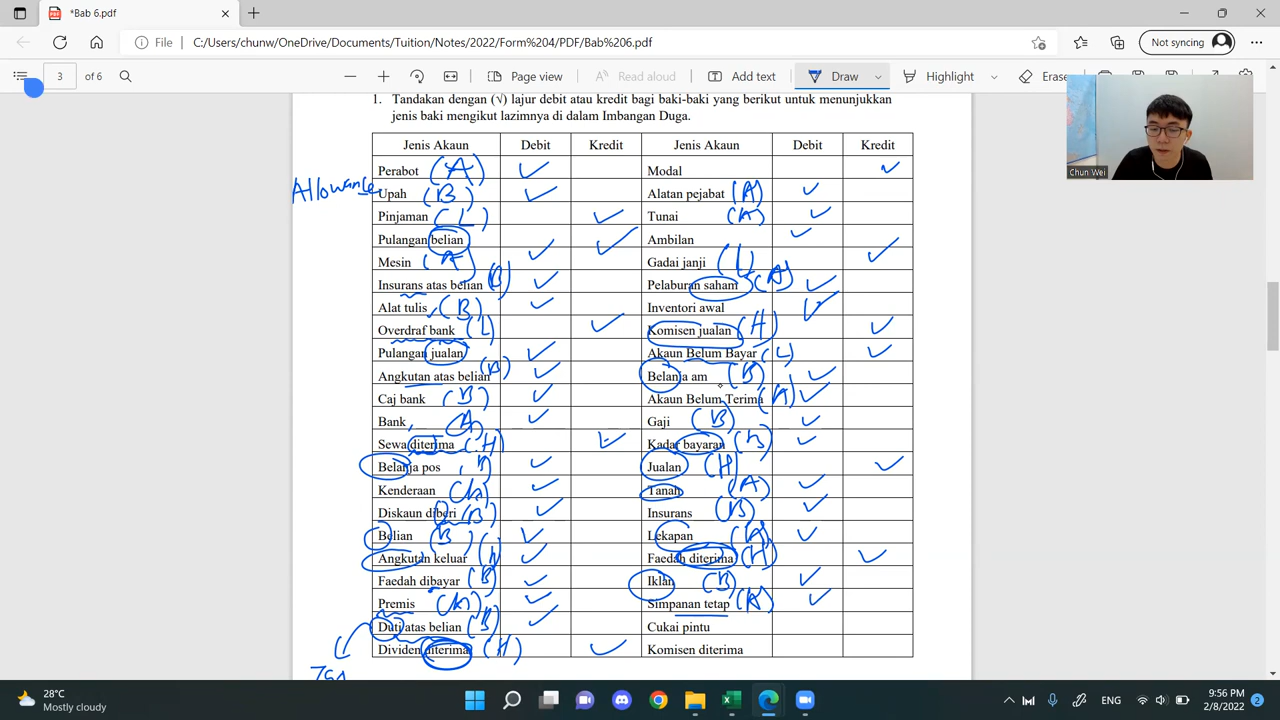 *Bab 6.pdf
File
C:/Users/chunw/OneDrive/Documents/Tuition/Notes/2022/Form%204/PDF/Bab%206.pdf
Not syncing
3 of 6
Page view
Read aloud
Add text
Draw
Highlight
Erase
Chun Wei
1. Tandakan dengan (√) lajur debit atau kredit bagi baki-baki yang berikut untuk menunjukkan
jenis baki mengikut lazimnya di dalam Imbangan Duga.
Jenis Akaun Debit Kredit Jenis Akaun Debit Kredit
Perabot (A) ✓ Modal ✓
Allowance
Upah (B) ✓ Alatan pejabat (A) ✓
Pinjaman (L) ✓ Tunai (A) ✓
Pulangan belian ✓ Ambilan ✓
Mesin (A) ✓ Gadai janji (L) ✓
Insurans atas belian (B) ✓ Pelaburan saham (A) ✓
Alat tulis (B) ✓ Inventori awal ✓
Overdraf bank (L) ✓ Komisen jualan (H) ✓
Pulangan jualan ✓ Akaun Belum Bayar (L) ✓
Angkutan atas belian (B) ✓ Belanja am (B) ✓
Caj bank (B) ✓ Akaun Belum Terima (A) ✓
Bank (A) ✓ Gaji (B) ✓
Sewa diterima (H) ✓ Kadar bayaran (B) ✓
Belanja pos ✓ Jualan (H) ✓
Kenderaan (A) ✓ Tanah (A) ✓
Diskaun diberi (B) ✓ Insurans (B) ✓
Belian (B) ✓ Lekapan (A) ✓
Angkutan keluar ✓ Faedah diterima (H) ✓
Faedah dibayar (B) ✓ Iklan (B) ✓
Premis (A) ✓ Simpanan tetap (A) ✓
Duti atas belian (B) ✓ Cukai pintu
Dividen diterima (H) ✓ Komisen diterima
28°C
Mostly cloudy
ENG
9:56 PM
2/8/2022
2